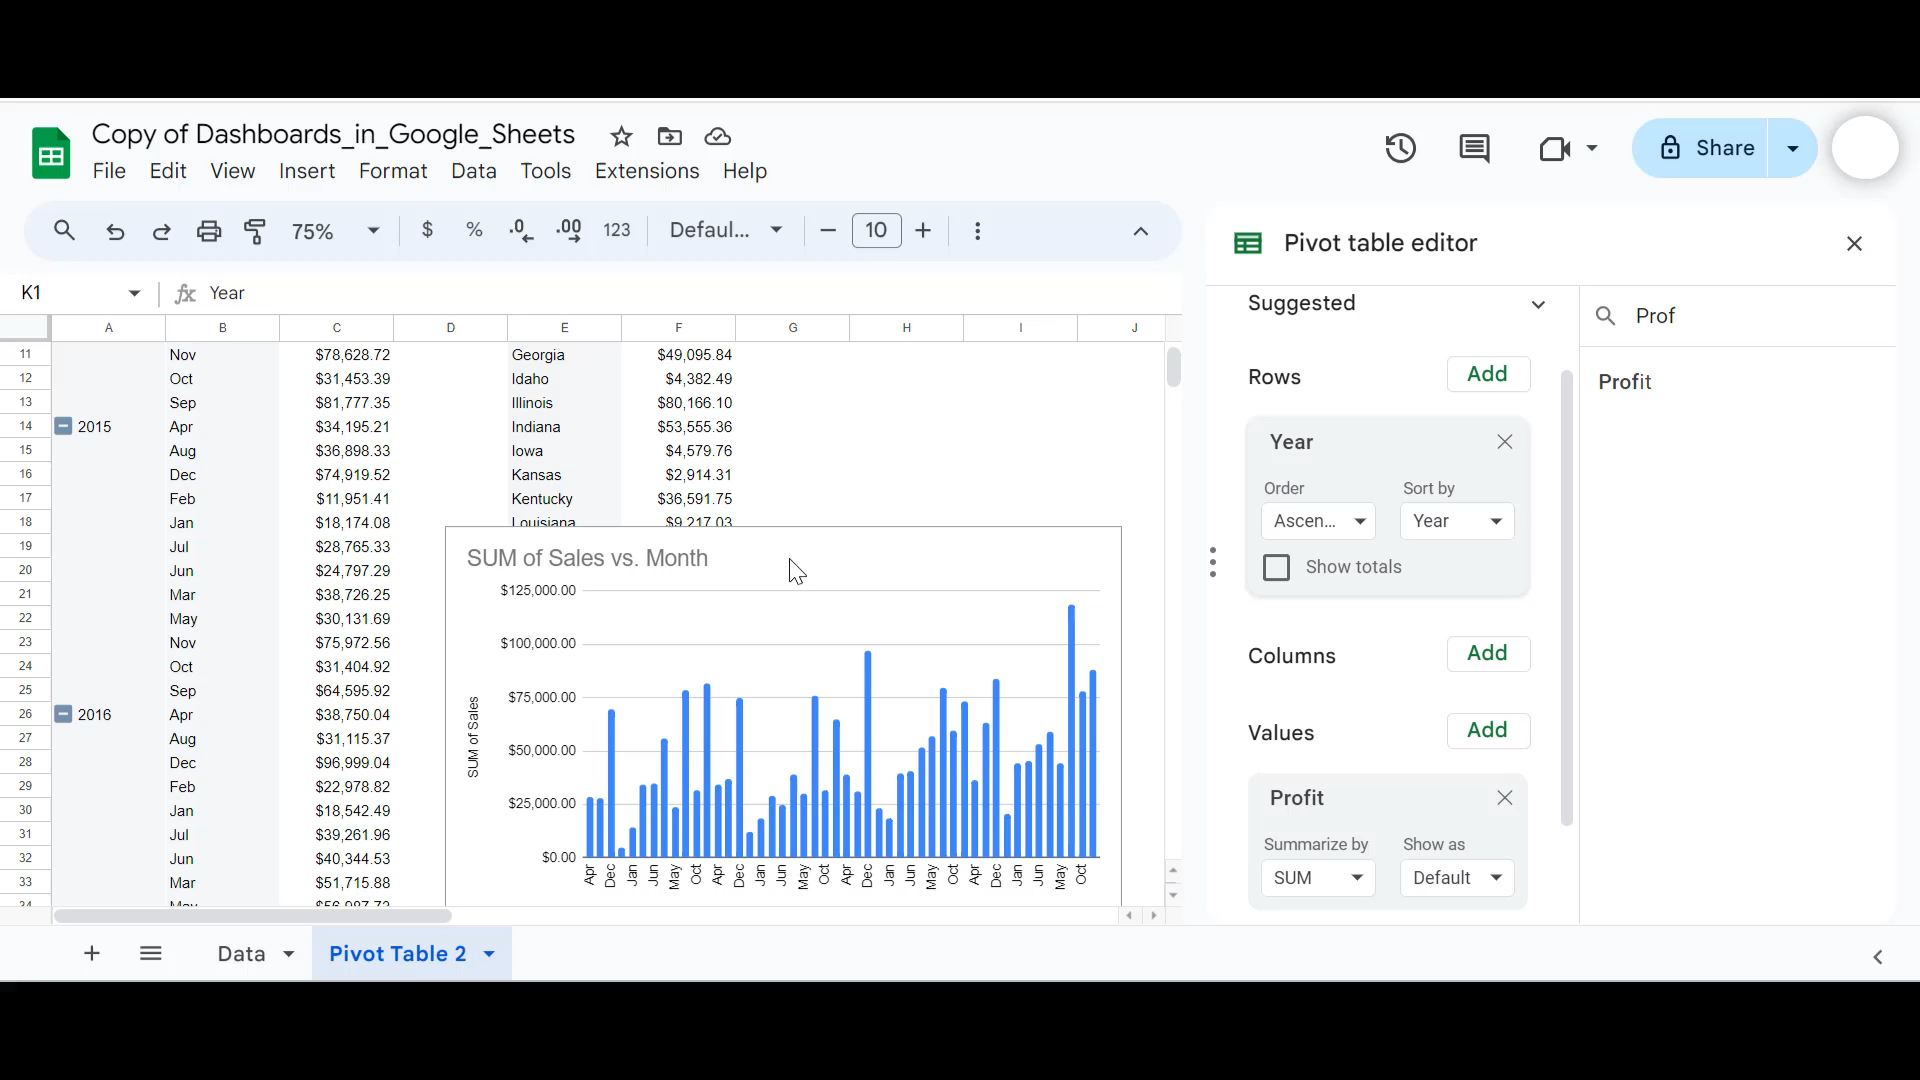 Copy of Dashboards_in_Google_Sheets
File Edit View Insert Format Data Tools Extensions Help
Share
75% $ % .0 .00 123 Defaul... − 10 +
K1 fx Year
A B C D E F G H I J
11 Nov $78,628.72 Georgia $49,095.84
12 Oct $31,453.39 Idaho $4,382.49
13 Sep $81,777.35 Illinois $80,166.10
14 2015 Apr $34,195.21 Indiana $53,555.36
15 Aug $36,898.33 Iowa $4,579.76
16 Dec $74,919.52 Kansas $2,914.31
17 Feb $11,951.41 Kentucky $36,591.75
18 Jan $18,174.08 Louisiana $9,217.03
19 Jul $28,765.33
20 Jun $24,797.29
21 Mar $38,726.25
22 May $30,131.69
23 Nov $75,972.56
24 Oct $31,404.92
25 Sep $64,595.92
26 2016 Apr $38,750.04
27 Aug $31,115.37
28 Dec $96,999.04
29 Feb $22,978.82
30 Jan $18,542.49
31 Jul $39,261.96
32 Jun $40,344.53
33 Mar $51,715.88
34 May $56,987.72
SUM of Sales vs. Month
SUM of Sales
$125,000.00
$100,000.00
$75,000.00
$50,000.00
$25,000.00
$0.00
Apr Dec Jan Jun May Oct Apr Dec Jan Jun May Oct Apr Dec Jan Jun May Oct Apr Dec Jan Jun May Oct
Pivot table editor
Suggested
Rows Add
Year
Order Sort by
Ascen... Year
Show totals
Columns Add
Values Add
Profit
Summarize by Show as
SUM Default
Prof
Profit
+ Data Pivot Table 2